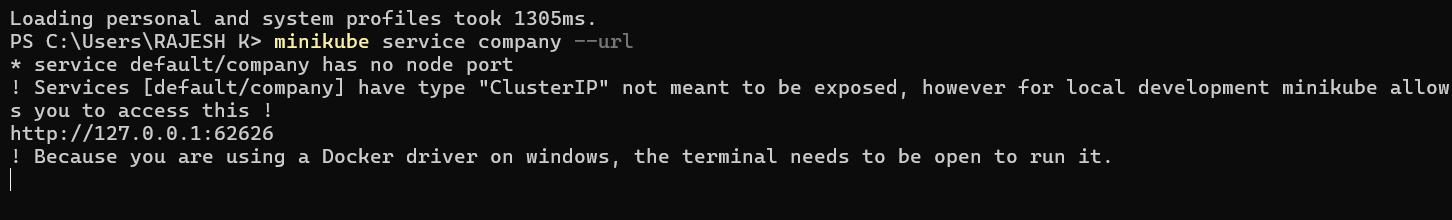 Loading personal and system profiles took 1305ms.
PS C:\Users\RAJESH K> minikube service company --url
* service default/company has no node port
! Services [default/company] have type "ClusterIP" not meant to be exposed, however for local development minikube allow
s you to access this !
http://127.0.0.1:62626
! Because you are using a Docker driver on windows, the terminal needs to be open to run it.